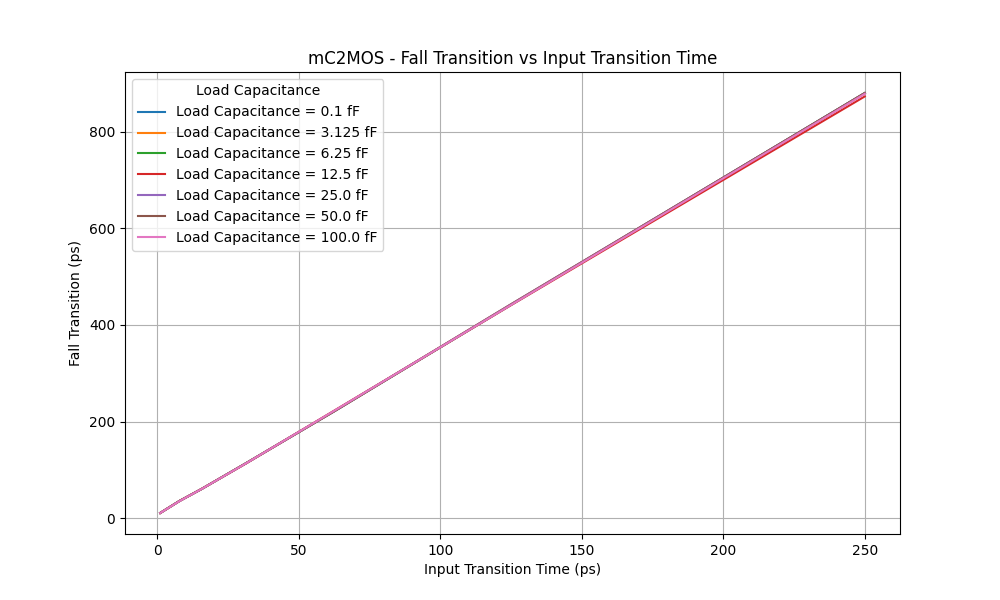 mC2MOS - Fall Transition vs Input Transition Time
Load Capacitance
Load Capacitance = 0.1 fF
Load Capacitance = 3.125 fF
Load Capacitance = 6.25 fF
Load Capacitance = 12.5 fF
Load Capacitance = 25.0 fF
Load Capacitance = 50.0 fF
Load Capacitance = 100.0 fF
Fall Transition (ps)
800
600
400
200
0
0 50 100 150 200 250
Input Transition Time (ps)